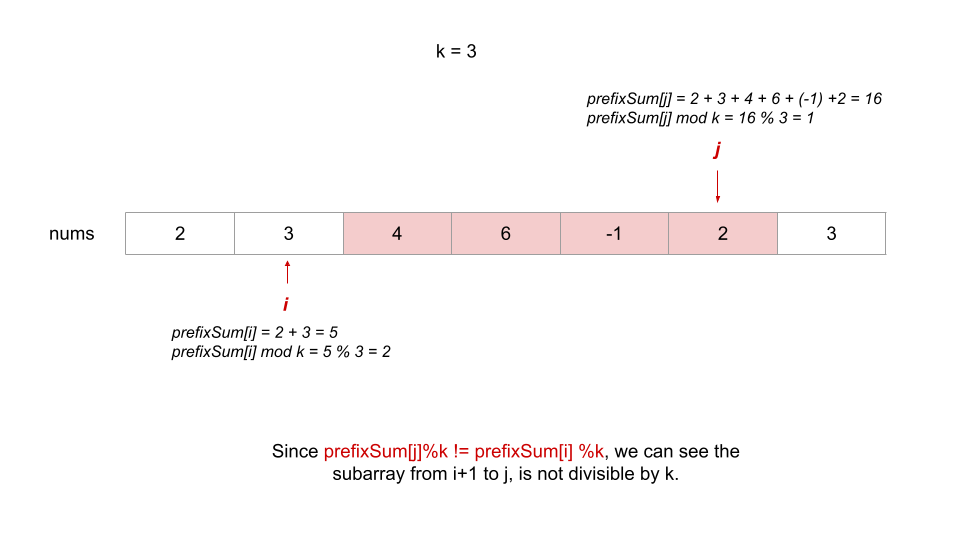 k = 3
prefixSum[j] = 2 + 3 + 4 + 6 + (-1) +2 = 16
prefixSum[j] mod k = 16 % 3 = 1
j
nums 2 3 4 6 -1 2 3
i
prefixSum[i] = 2 + 3 = 5
prefixSum[i] mod k = 5 % 3 = 2
Since prefixSum[j]%k != prefixSum[i] %k, we can see the
subarray from i+1 to j, is not divisible by k.